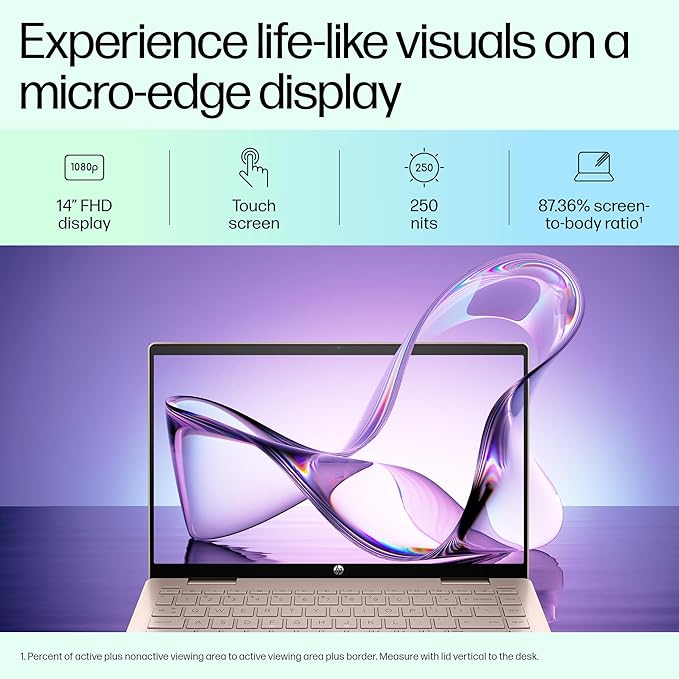 Experience life-like visuals on a
micro-edge display
1080p
14” FHD
display
Touch
screen
250
250
nits
87.36% screen-
to-body ratio¹
hp
1. Percent of active plus nonactive viewing area to active viewing area plus border. Measure with lid vertical to the desk.